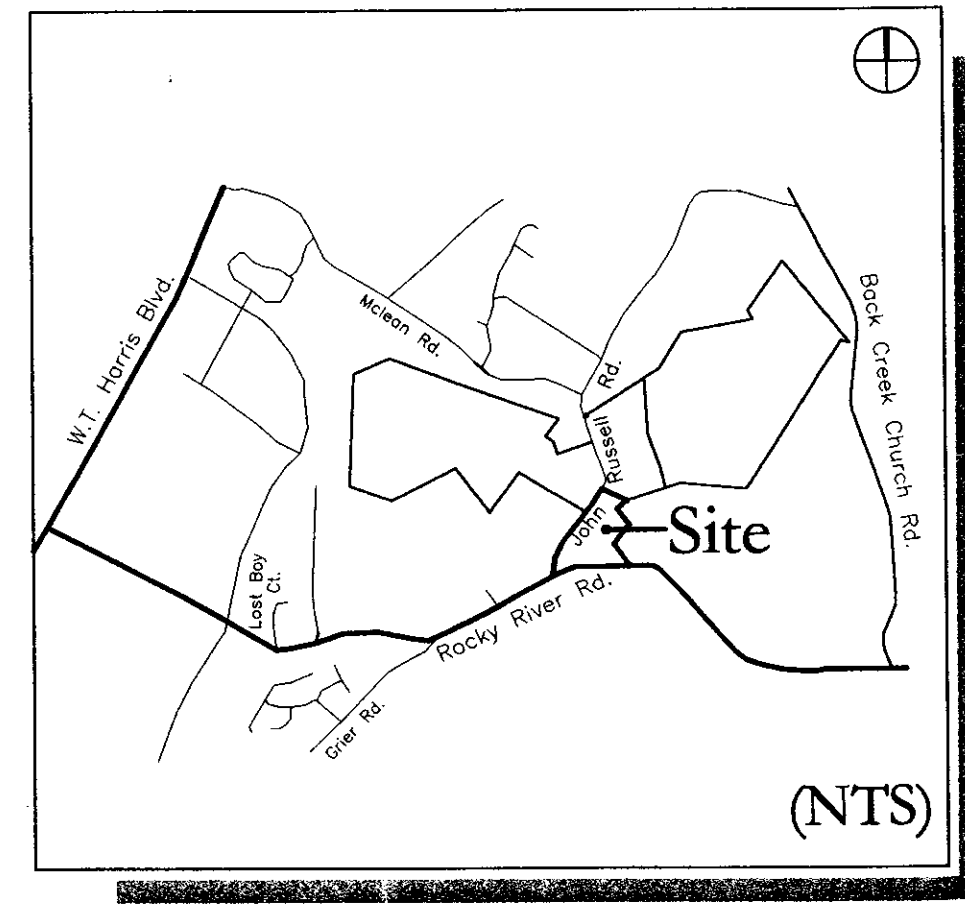 W.T. Harris Blvd.
Mclean Rd.
Back Creek Church Rd.
John Russell Rd.
Site
Lost Boy
Ct.
Rocky River Rd.
Grier Rd.
(NTS)